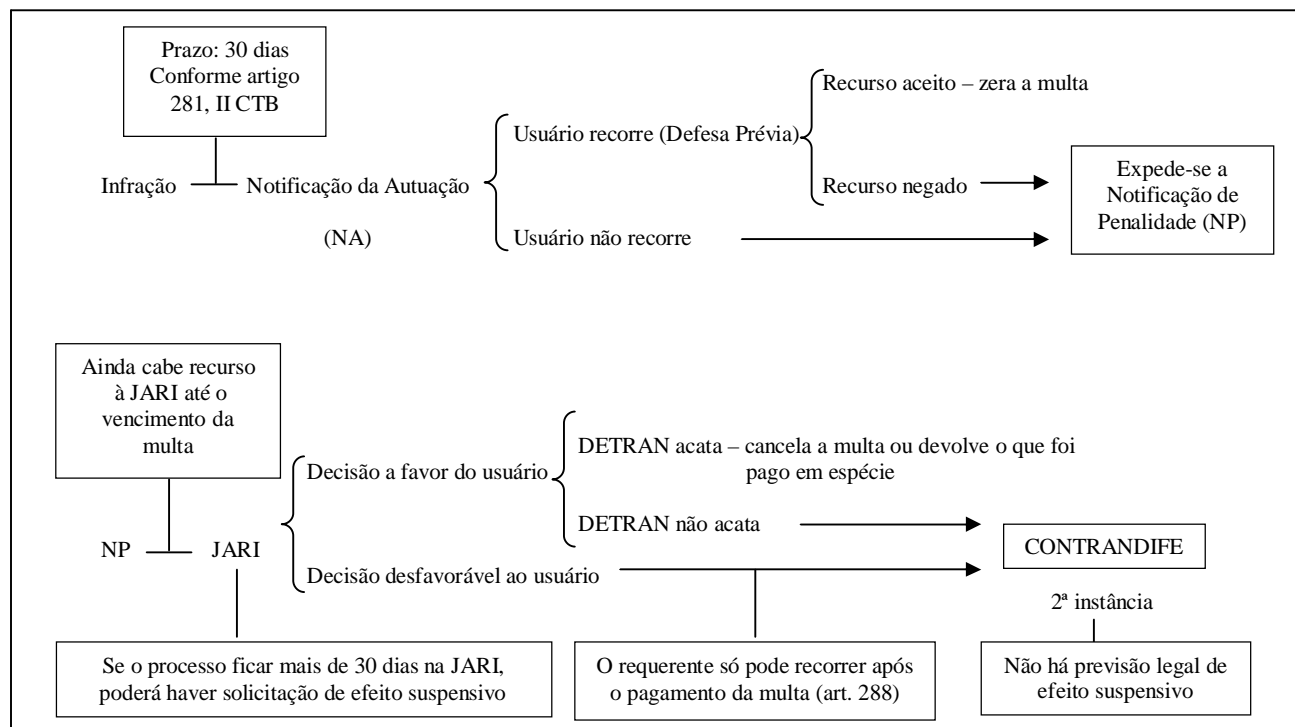 Prazo: 30 dias
Conforme artigo
281, II CTB
Infração
Notificação da Autuação
(NA)
Usuário recorre (Defesa Prévia)
Recurso aceito – zera a multa
Recurso negado
Usuário não recorre
Expede-se a
Notificação de
Penalidade (NP)
Ainda cabe recurso
à JARI até o
vencimento da
multa
NP
JARI
Decisão a favor do usuário
DETRAN acata – cancela a multa ou devolve o que foi
pago em espécie
DETRAN não acata
Decisão desfavorável ao usuário
CONTRANDIFE
2ª instância
Se o processo ficar mais de 30 dias na JARI,
poderá haver solicitação de efeito suspensivo
O requerente só pode recorrer após
o pagamento da multa (art. 288)
Não há previsão legal de
efeito suspensivo